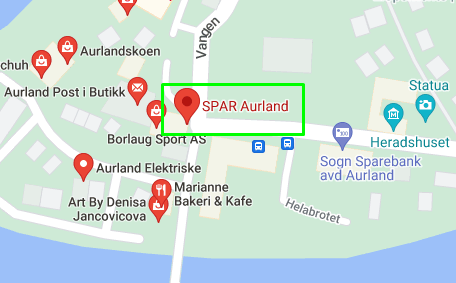 Vangen
Aurlandskoen
chuh
Statua
Aurland Post i Butikk
SPAR Aurland
Borlaug Sport AS
Heradshuset
Sogn Sparebank
avd Aurland
Aurland Elektriske
Marianne
Bakeri & Kafe
Art By Denisa
Jancovicova
Helabrotet